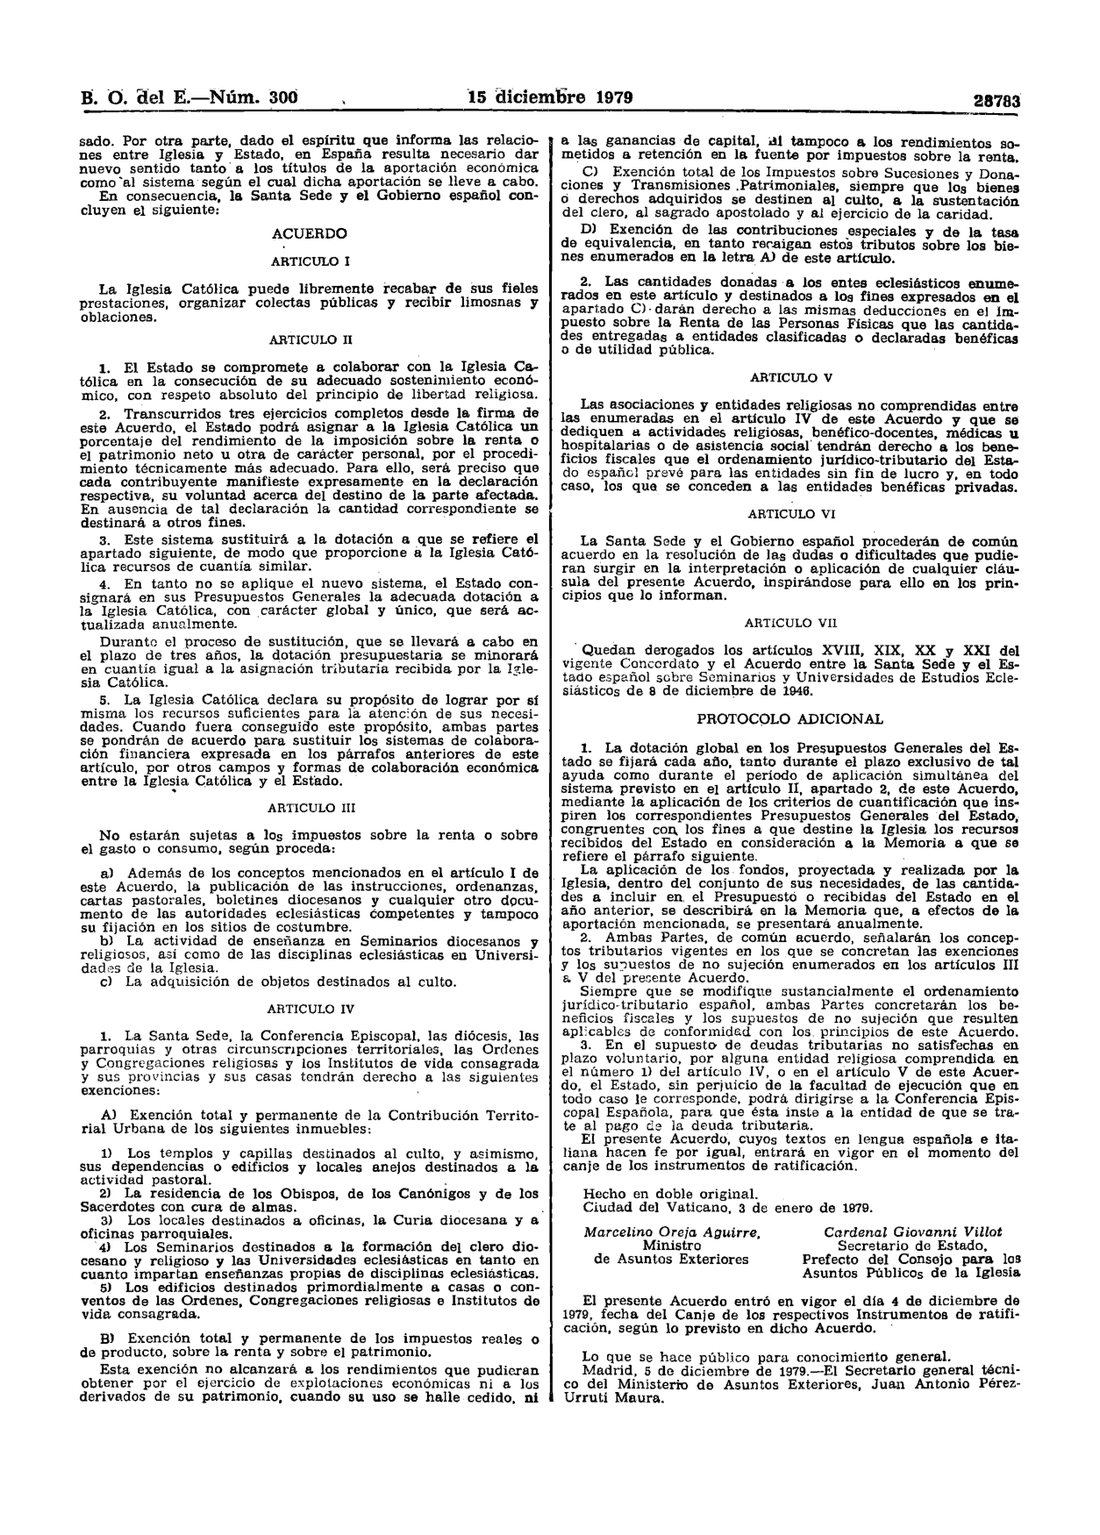 B. O. del E.—Núm. 300
15 diciembre 1979
28783
sado. Por otra parte, dado el espíritu que informa las relacio-
nes entre Iglesia y Estado, en España resulta necesario dar
nuevo sentido tanto a los títulos de la aportación económica
como al sistema según el cual dicha aportación se lleve a cabo.
En consecuencia, la Santa Sede y el Gobierno español con-
cluyen el siguiente:
ACUERDO
ARTICULO I
La Iglesia Católica puede libremente recabar de sus fieles
prestaciones, organizar colectas públicas y recibir limosnas y
oblaciones.
ARTICULO II
1. El Estado se compromete a colaborar con la Iglesia Ca-
tólica en la consecución de su adecuado sostenimiento econó-
mico, con respeto absoluto del principio de libertad religiosa.
2. Transcurridos tres ejercicios completos desde la firma de
este Acuerdo, el Estado podrá asignar a la Iglesia Católica un
porcentaje del rendimiento de la imposición sobre la renta o
el patrimonio neto u otra de carácter personal, por el procedi-
miento técnicamente más adecuado. Para ello, será preciso que
cada contribuyente manifieste expresamente en la declaración
respectiva, su voluntad acerca del destino de la parte afectada.
En ausencia de tal declaración la cantidad correspondiente se
destinará a otros fines.
3. Este sistema sustituirá a la dotación a que se refiere el
apartado siguiente, de modo que proporcione a la Iglesia Cató-
lica recursos de cuantía similar.
4. En tanto no se aplique el nuevo sistema, el Estado con-
signará en sus Presupuestos Generales la adecuada dotación a
la Iglesia Católica, con carácter global y único, que será ac-
tualizada anualmente.
Durante el proceso de sustitución, que se llevará a cabo en
el plazo de tres años, la dotación presupuestaria se minorará
en cuantía igual a la asignación tributaria recibida por la Igle-
sia Católica.
5. La Iglesia Católica declara su propósito de lograr por sí
misma los recursos suficientes para la atención de sus necesi-
dades. Cuando fuera conseguido este propósito, ambas partes
se pondrán de acuerdo para sustituir los sistemas de colabora-
ción financiera expresada en los párrafos anteriores de este
artículo, por otros campos y formas de colaboración económica
entre la Iglesia Católica y el Estado.
ARTICULO III
No estarán sujetas a los impuestos sobre la renta o sobre
el gasto o consumo, según proceda:
a) Además de los conceptos mencionados en el artículo I de
este Acuerdo, la publicación de las instrucciones, ordenanzas,
cartas pastorales, boletines diocesanos y cualquier otro docu-
mento de las autoridades eclesiásticas competentes y tampoco
su fijación en los sitios de costumbre.
b) La actividad de enseñanza en Seminarios diocesanos y
religiosos, así como de las disciplinas eclesiásticas en Universi-
dades de la Iglesia.
c) La adquisición de objetos destinados al culto.
ARTICULO IV
1. La Santa Sede, la Conferencia Episcopal, las diócesis, las
parroquias y otras circunscripciones territoriales, las Ordenes
y Congregaciones religiosas y los Institutos de vida consagrada
y sus provincias y sus casas tendrán derecho a las siguientes
exenciones:
A) Exención total y permanente de la Contribución Territo-
rial Urbana de los siguientes inmuebles:
1) Los templos y capillas destinados al culto, y asimismo,
sus dependencias o edificios y locales anejos destinados a la
actividad pastoral.
2) La residencia de los Obispos, de los Canónigos y de los
Sacerdotes con cura de almas.
3) Los locales destinados a oficinas, la Curia diocesana y a
oficinas parroquiales.
4) Los Seminarios destinados a la formación del clero dio-
cesano y religioso y las Universidades eclesiásticas en tanto en
cuanto impartan enseñanzas propias de disciplinas eclesiásticas.
5) Los edificios destinados primordialmente a casas o con-
ventos de las Ordenes, Congregaciones religiosas e Institutos de
vida consagrada.
B) Exención total y permanente de los impuestos reales o
de producto, sobre la renta y sobre el patrimonio.
Esta exención no alcanzará a los rendimientos que pudieran
obtener por el ejercicio de explotaciones económicas ni a los
derivados de su patrimonio, cuando su uso se halle cedido, ni
a las ganancias de capital, ni tampoco a los rendimientos so-
metidos a retención en la fuente por impuestos sobre la renta.
C) Exención total de los Impuestos sobre Sucesiones y Dona-
ciones y Transmisiones Patrimoniales, siempre que los bienes
o derechos adquiridos se destinen al culto, a la sustentación
del clero, al sagrado apostolado y al ejercicio de la caridad.
D) Exención de las contribuciones especiales y de la tasa
de equivalencia, en tanto recaigan estos tributos sobre los bie-
nes enumerados en la letra A) de este artículo.
2. Las cantidades donadas a los entes eclesiásticos enume-
rados en este artículo y destinados a los fines expresados en el
apartado C) darán derecho a las mismas deducciones en el Im-
puesto sobre la Renta de las Personas Físicas que las cantida-
des entregadas a entidades clasificadas o declaradas benéficas
o de utilidad pública.
ARTICULO V
Las asociaciones y entidades religiosas no comprendidas entre
las enumeradas en el artículo IV de este Acuerdo y que se
dediquen a actividades religiosas, benéfico-docentes, médicas u
hospitalarias o de asistencia social tendrán derecho a los bene-
ficios fiscales que el ordenamiento jurídico-tributario del Esta-
do español prevé para las entidades sin fin de lucro y, en todo
caso, los que se conceden a las entidades benéficas privadas.
ARTICULO VI
La Santa Sede y el Gobierno español procederán de común
acuerdo en la resolución de las dudas o dificultades que pudie-
ran surgir en la interpretación o aplicación de cualquier cláu-
sula del presente Acuerdo, inspirándose para ello en los prin-
cipios que lo informan.
ARTICULO VII
Quedan derogados los artículos XVIII, XIX, XX y XXI del
vigente Concordato y el Acuerdo entre la Santa Sede y el Es-
tado español sobre Seminarios y Universidades de Estudios Ecle-
siásticos de 8 de diciembre de 1946.
PROTOCOLO ADICIONAL
1. La dotación global en los Presupuestos Generales del Es-
tado se fijará cada año, tanto durante el plazo exclusivo de tal
ayuda como durante el período de aplicación simultánea del
sistema previsto en el artículo II, apartado 2, de este Acuerdo,
mediante la aplicación de los criterios de cuantificación que ins-
piren los correspondientes Presupuestos Generales del Estado,
congruentes con los fines a que destine la Iglesia los recursos
recibidos del Estado en consideración a la Memoria a que se
refiere el párrafo siguiente.
La aplicación de los fondos, proyectada y realizada por la
Iglesia, dentro del conjunto de sus necesidades, de las cantida-
des a incluir en el Presupuesto o recibidas del Estado en el
año anterior, se describirá en la Memoria que, a efectos de la
aportación mencionada, se presentará anualmente.
2. Ambas Partes, de común acuerdo, señalarán los concep-
tos tributarios vigentes en los que se concretan las exenciones
y los supuestos de no sujeción enumerados en los artículos III
a V del presente Acuerdo.
Siempre que se modifique sustancialmente el ordenamiento
jurídico-tributario español, ambas Partes concretarán los be-
neficios fiscales y los supuestos de no sujeción que resulten
aplicables de conformidad con los principios de este Acuerdo.
3. En el supuesto de deudas tributarias no satisfechas en
plazo voluntario, por alguna entidad religiosa comprendida en
el número 1) del artículo IV, o en el artículo V de este Acuer-
do, el Estado, sin perjuicio de la facultad de ejecución que en
todo caso le corresponde, podrá dirigirse a la Conferencia Epis-
copal Española, para que ésta inste a la entidad de que se tra-
te al pago de la deuda tributaria.
El presente Acuerdo, cuyos textos en lengua española e ita-
liana hacen fe por igual, entrará en vigor en el momento del
canje de los instrumentos de ratificación.
Hecho en doble original.
Ciudad del Vaticano, 3 de enero de 1979.
Marcelino Oreja Aguirre,
Ministro
de Asuntos Exteriores
Cardenal Giovanni Villot
Secretario de Estado,
Prefecto del Consejo para los
Asuntos Públicos de la Iglesia
El presente Acuerdo entró en vigor el día 4 de diciembre de
1979, fecha del Canje de los respectivos Instrumentos de ratifi-
cación, según lo previsto en dicho Acuerdo.
Lo que se hace público para conocimiento general.
Madrid, 5 de diciembre de 1979.—El Secretario general técni-
co del Ministerio de Asuntos Exteriores, Juan Antonio Pérez-
Urruti Maura.